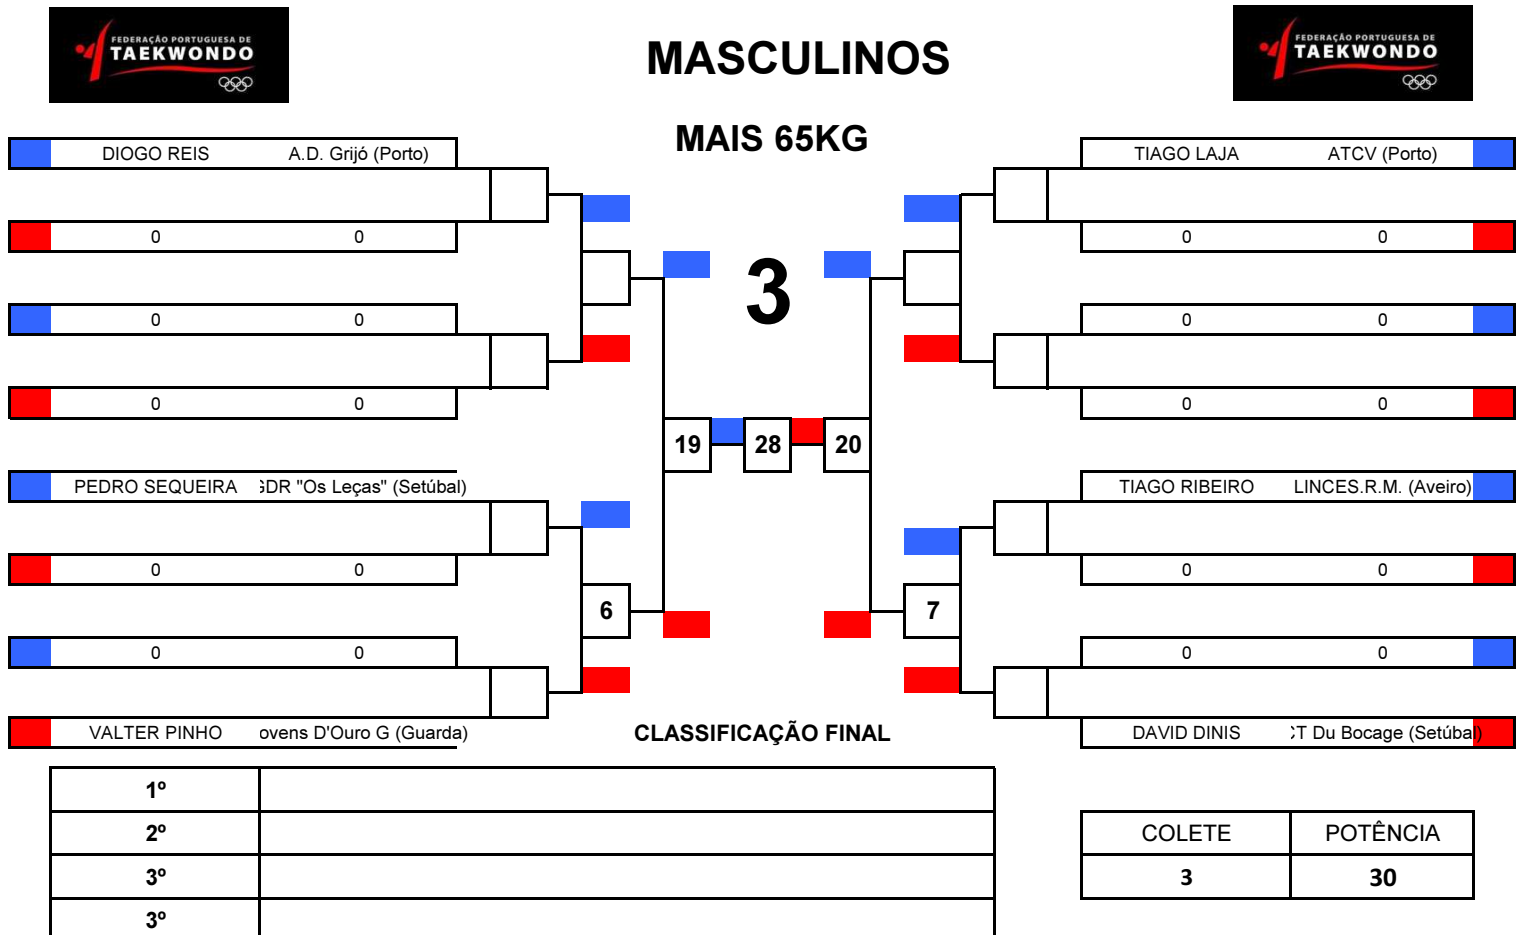 FEDERAÇÃO PORTUGUESA DE
TAEKWONDO
MASCULINOS
FEDERAÇÃO PORTUGUESA DE
TAEKWONDO
MAIS 65KG
DIOGO REIS A.D. Grijó (Porto)
TIAGO LAJA ATCV (Porto)
0 0
0 0
3
0 0
0 0
0 0
0 0
19 28 20
PEDRO SEQUEIRA GDR "Os Leças" (Setúbal)
TIAGO RIBEIRO LINCES.R.M. (Aveiro)
0 0
0 0
6
7
0 0
0 0
VALTER PINHO ovens D'Ouro G (Guarda)
CLASSIFICAÇÃO FINAL
DAVID DINIS CT Du Bocage (Setúbal)
1º
2º
3º
3º
COLETE POTÊNCIA
3 30